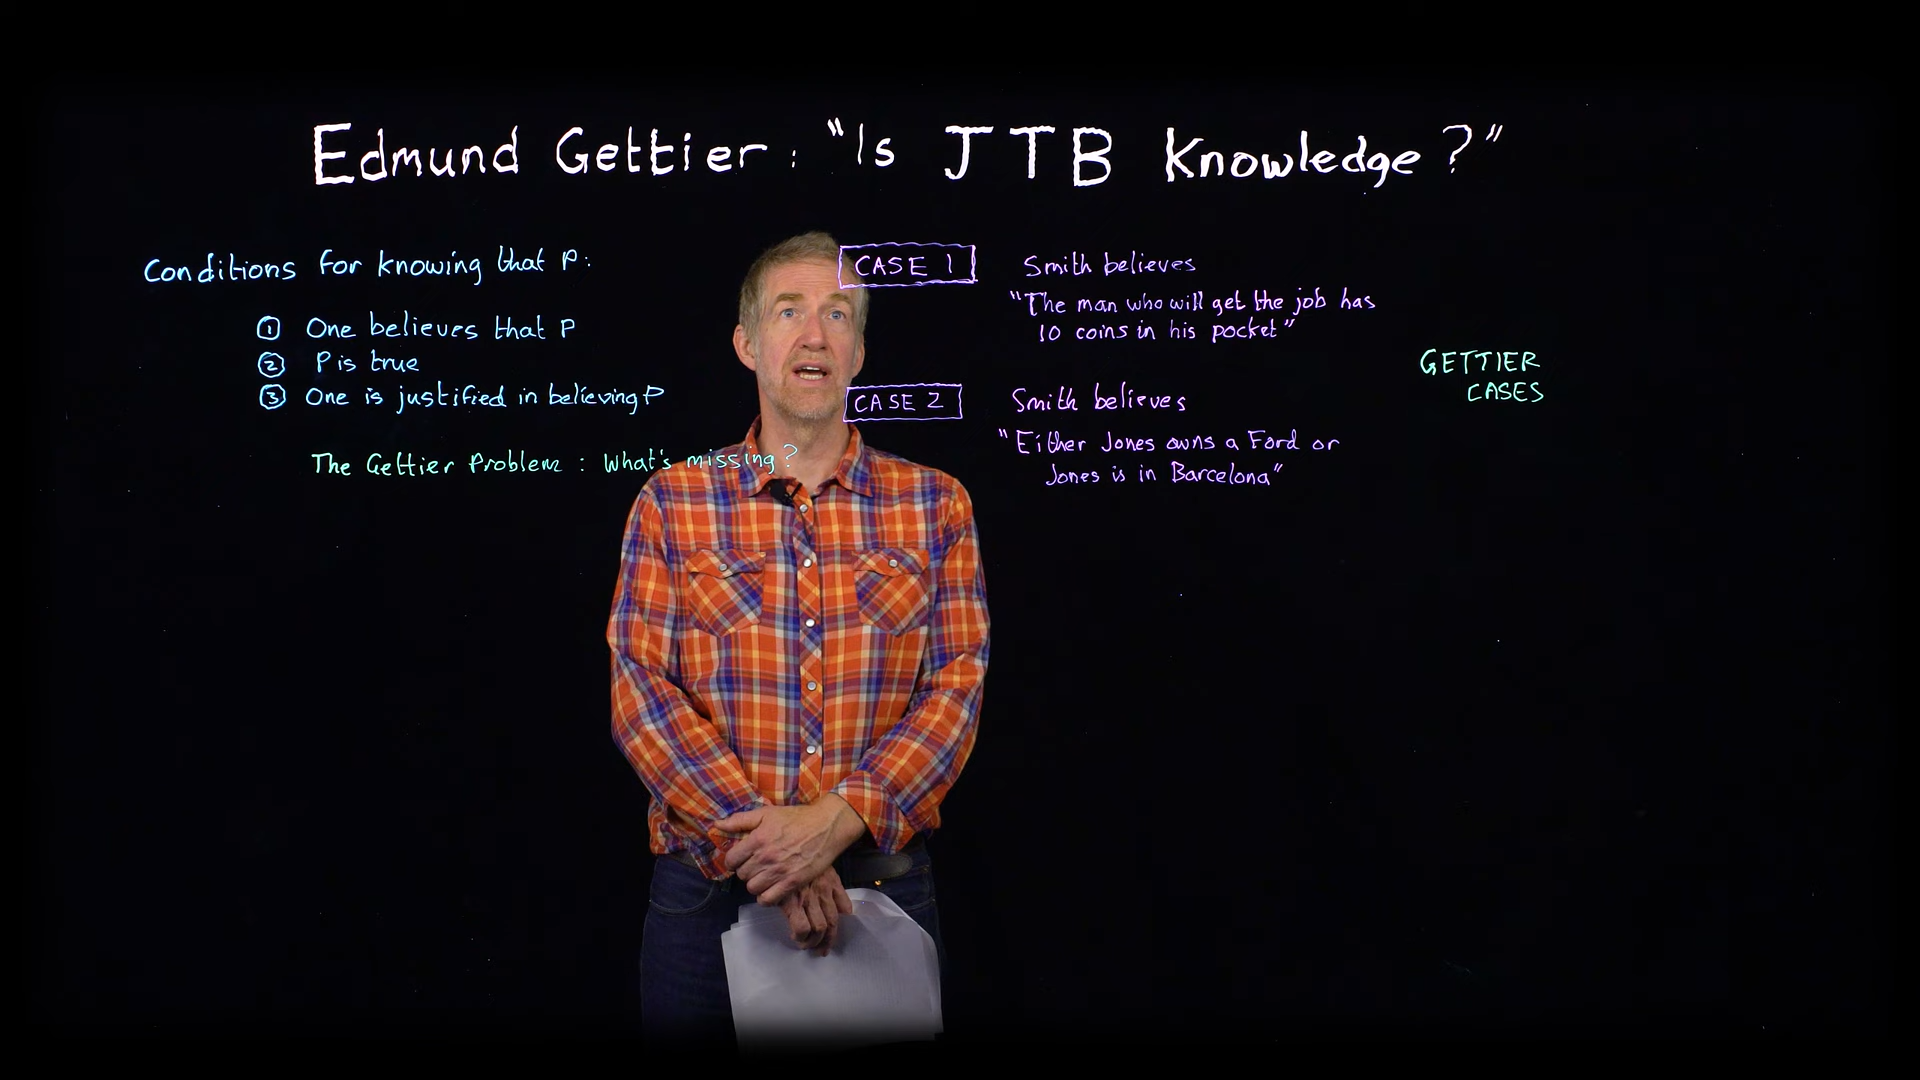 Edmund Gettier: "Is JTB Knowledge?"
Conditions for knowing that P:
① One believes that P
② P is true
③ One is justified in believing P
The Gettier Problem: What's missing?
CASE 1
Smith believes
"The man who will get the job has
10 coins in his pocket"
CASE 2
Smith believes
"Either Jones owns a Ford or
Jones is in Barcelona"
GETTIER
CASES